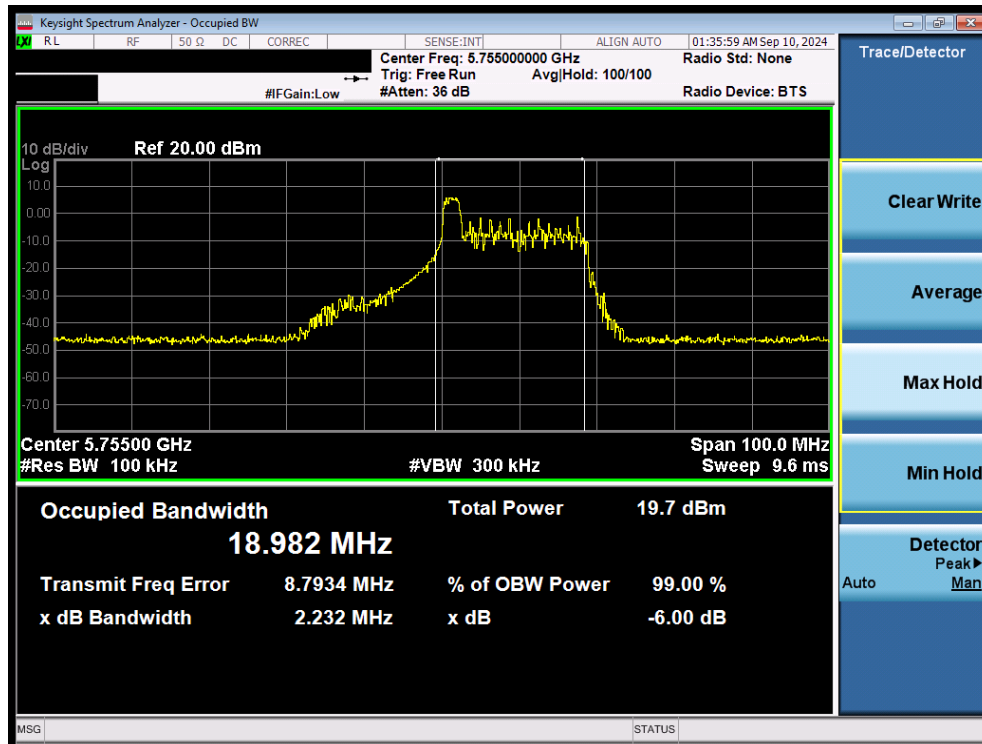 Keysight Spectrum Analyzer - Occupied BW
LXI RL RF 50 Ω DC CORREC SENSE:INT ALIGN AUTO 01:35:59 AM Sep 10, 2024
Center Freq: 5.755000000 GHz Radio Std: None
Trig: Free Run Avg|Hold: 100/100
#IFGain:Low #Atten: 36 dB Radio Device: BTS
Trace/Detector
10 dB/div Ref 20.00 dBm
Log
10.0
0.00
-10.0
-20.0
-30.0
-40.0
-50.0
-60.0
-70.0
Center 5.75500 GHz Span 100.0 MHz
#Res BW 100 kHz #VBW 300 kHz Sweep 9.6 ms
Occupied Bandwidth Total Power 19.7 dBm
18.982 MHz
Transmit Freq Error 8.7934 MHz % of OBW Power 99.00 %
x dB Bandwidth 2.232 MHz x dB -6.00 dB
Clear Write
Average
Max Hold
Min Hold
Detector
Peak▶
Auto Man
MSG STATUS